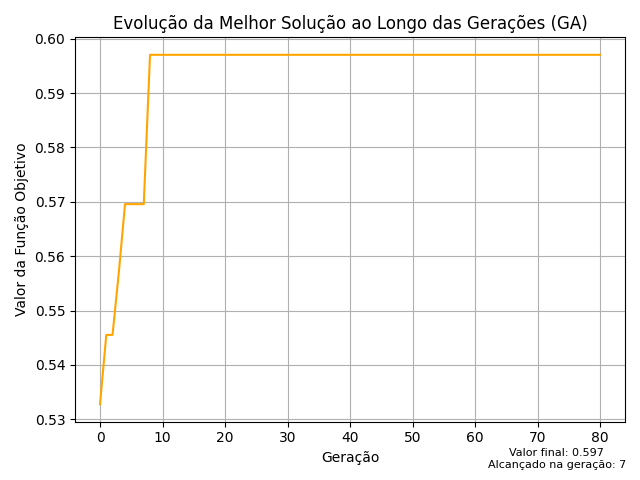 Evolução da Melhor Solução ao Longo das Gerações (GA)
0.60
0.59
0.58
0.57
0.56
0.55
0.54
0.53
Valor da Função Objetivo
0 10 20 30 40 50 60 70 80
Geração
Valor final: 0.597
Alcançado na geração: 7